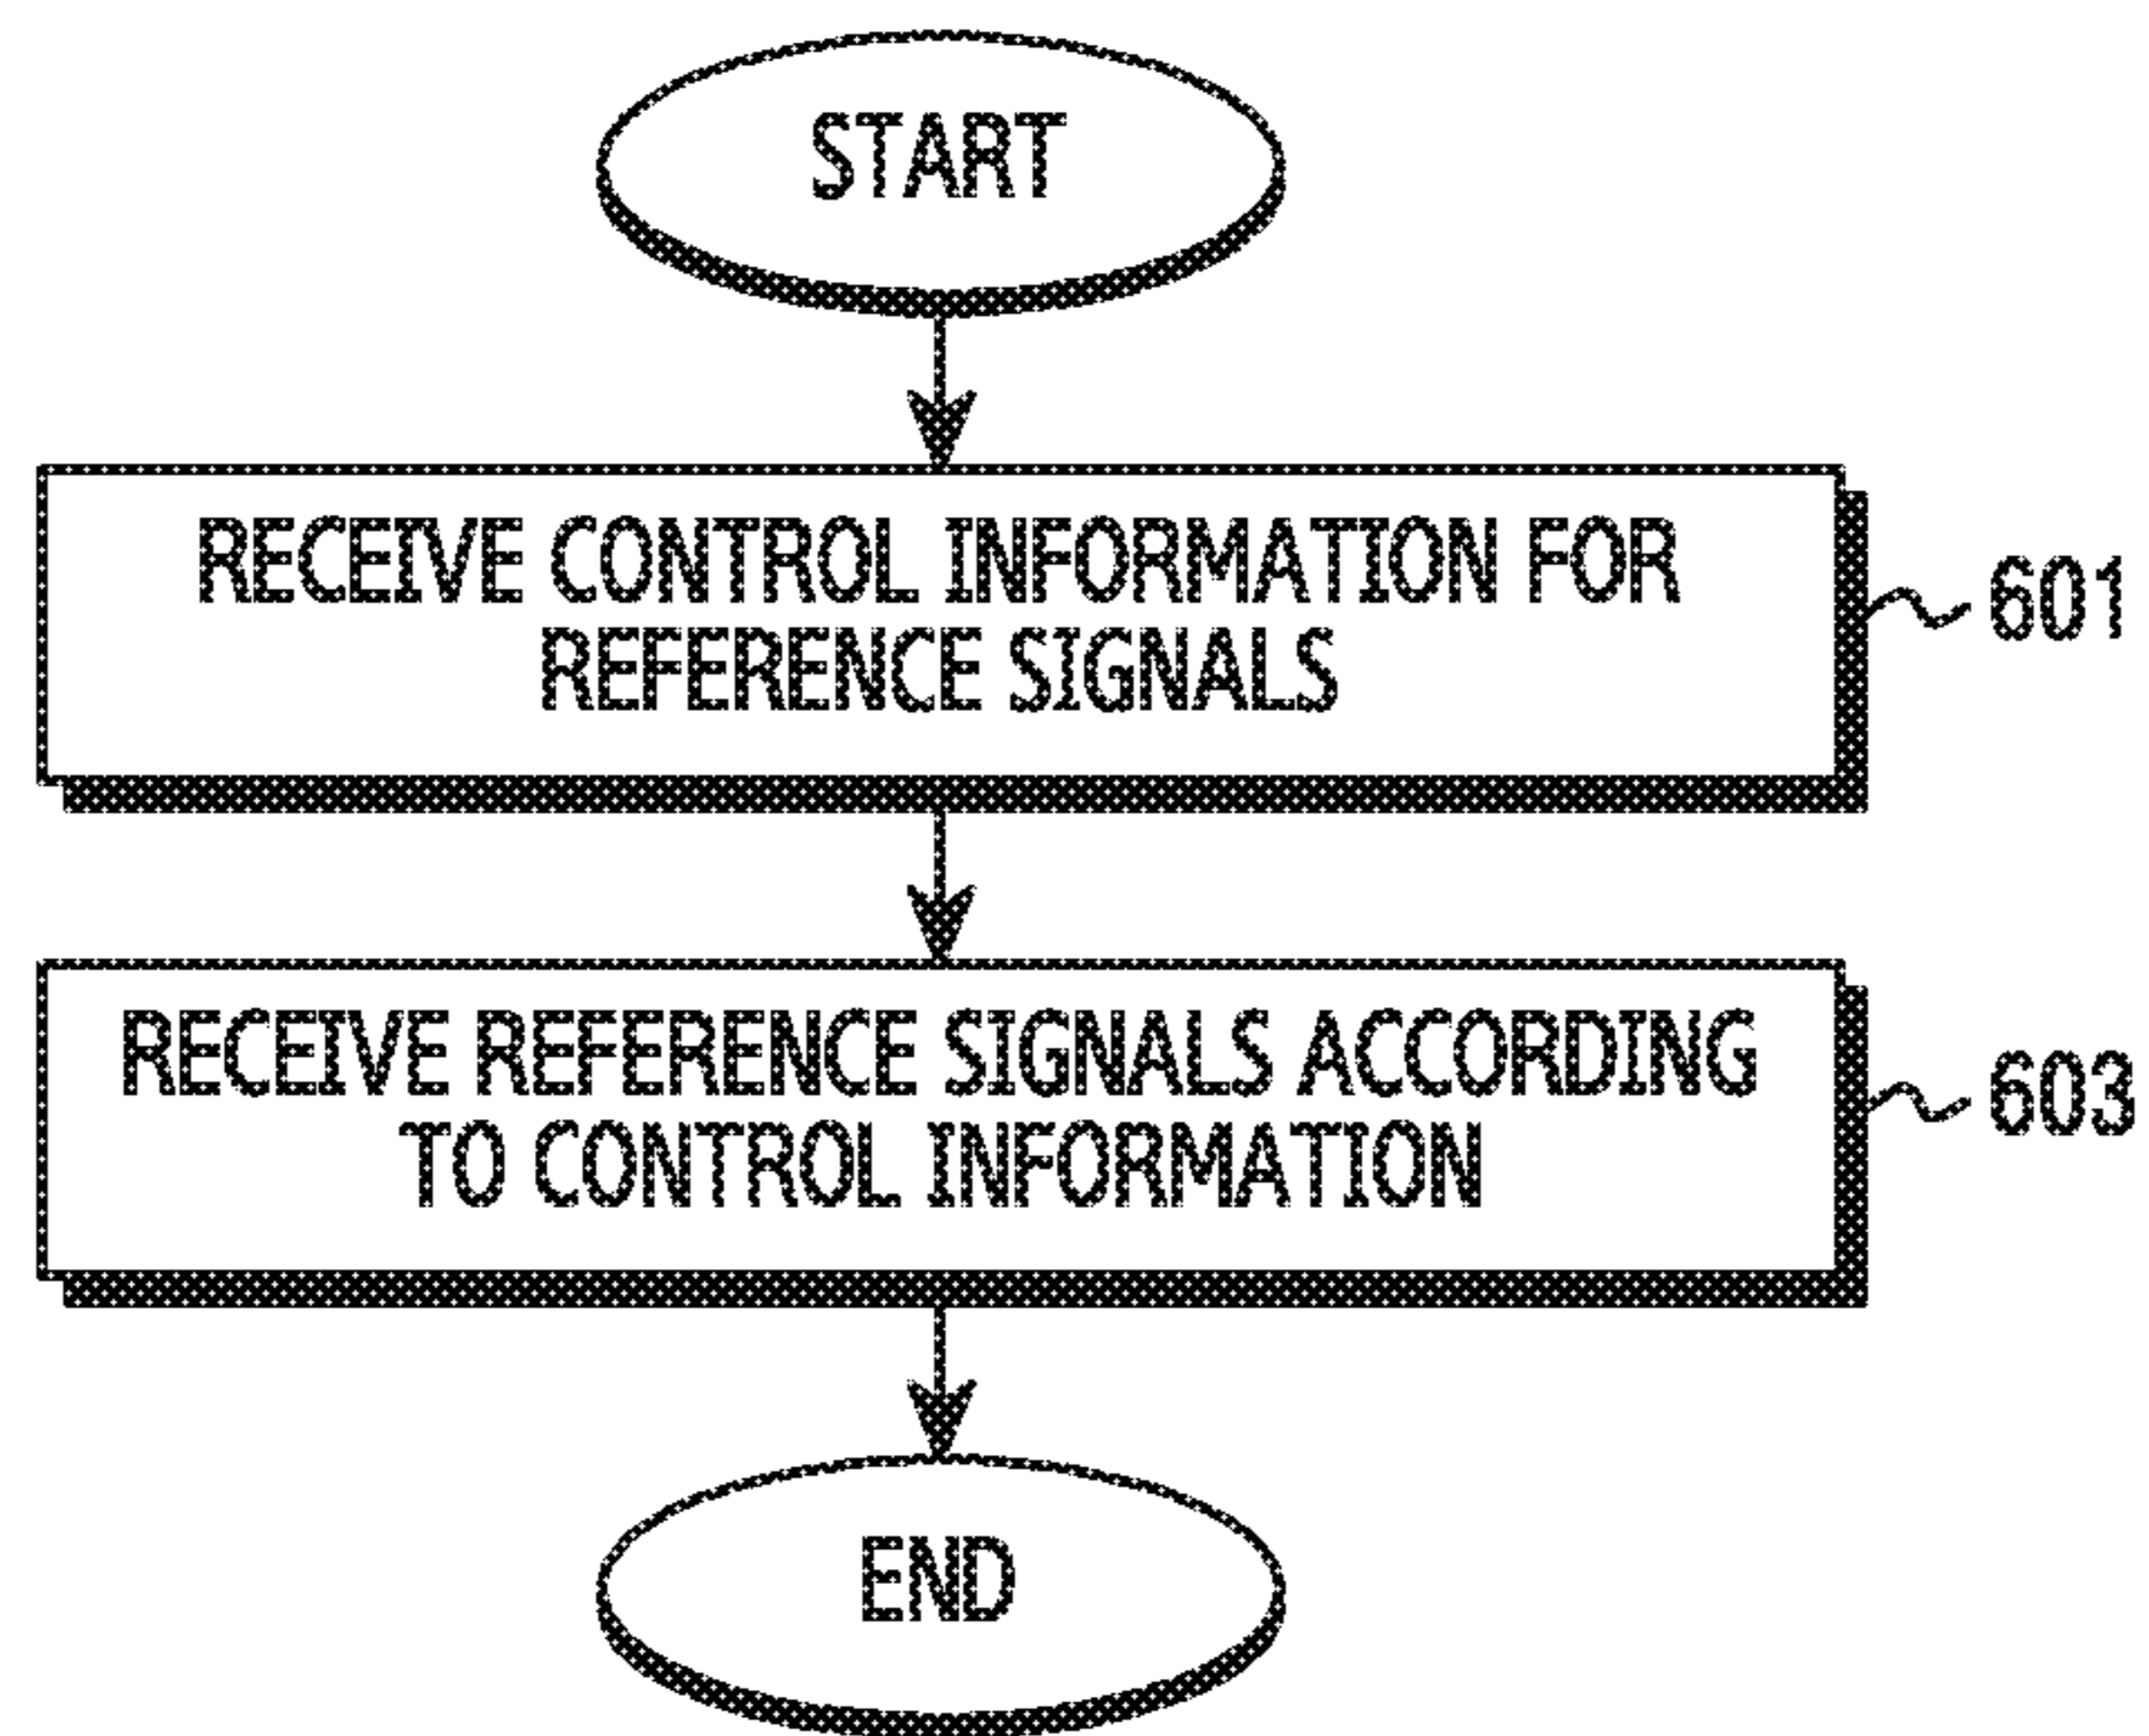 START
RECEIVE CONTROL INFORMATION FOR
REFERENCE SIGNALS
601
RECEIVE REFERENCE SIGNALS ACCORDING
TO CONTROL INFORMATION
603
END